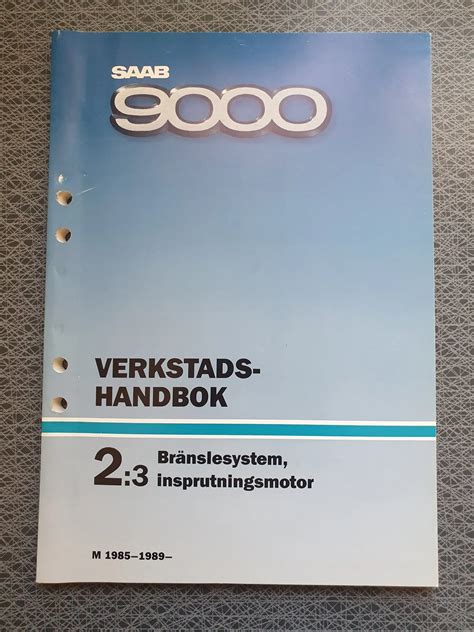 SAAB
9000
VERKSTADS-
HANDBOK
2:3 Bränslesystem,
insprutningsmotor
M 1985–1989–